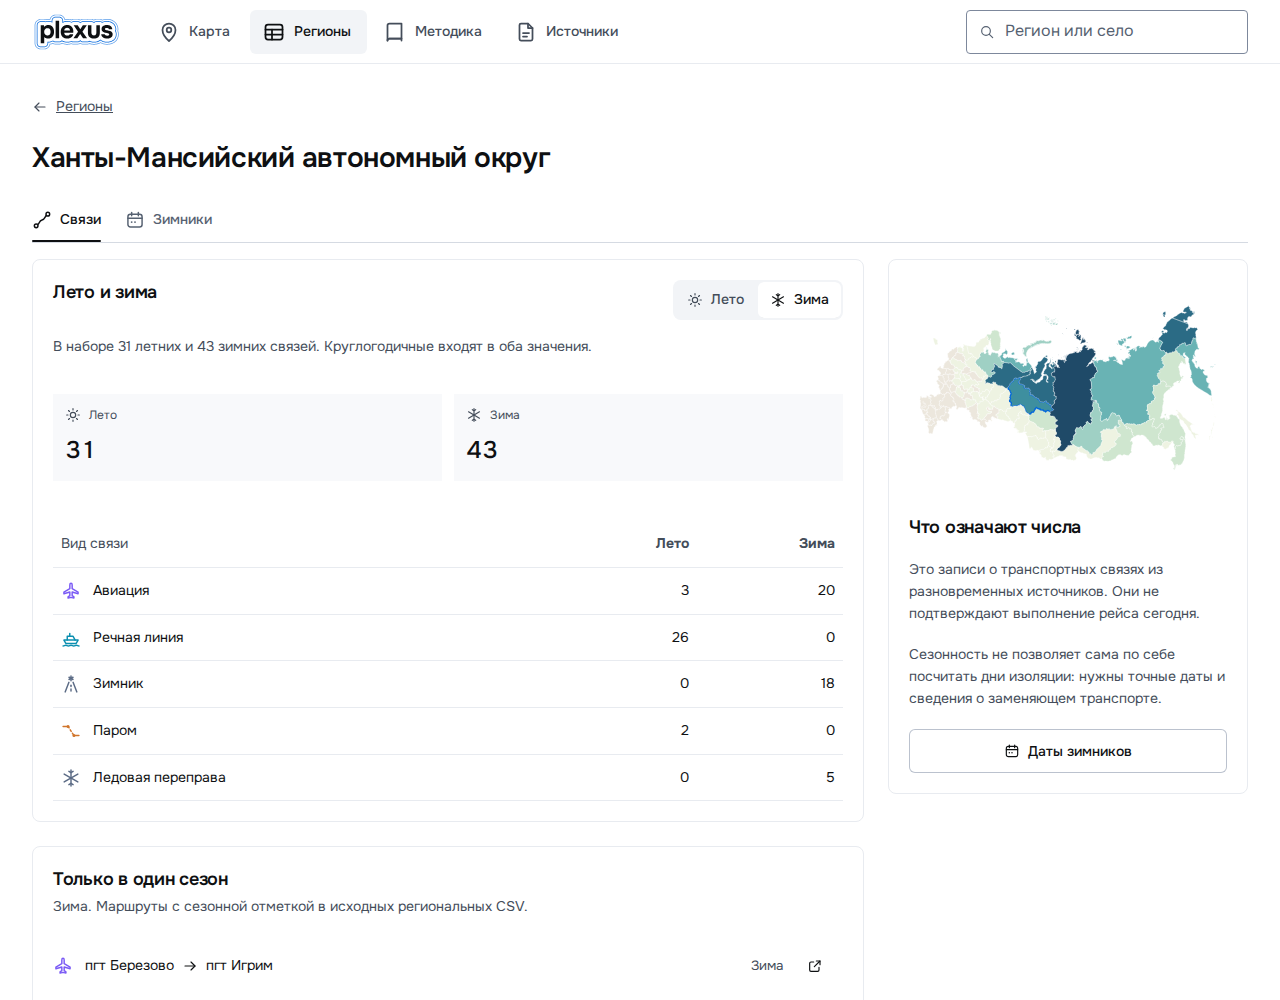 plexus
Карта
Регионы
Методика
Источники
Регион или село
Регионы
Ханты-Мансийский автономный округ
Связи
Зимники
Лето и зима
Лето
Зима
В наборе 31 летних и 43 зимних связей. Круглогодичные входят в оба значения.
Лето
31
Зима
43
Вид связи Лето Зима
Авиация 3 20
Речная линия 26 0
Зимник 0 18
Паром 2 0
Ледовая переправа 0 5
Что означают числа
Это записи о транспортных связях из
разновременных источников. Они не
подтверждают выполнение рейса сегодня.
Сезонность не позволяет сама по себе
посчитать дни изоляции: нужны точные даты и
сведения о заменяющем транспорте.
Даты зимников
Только в один сезон
Зима. Маршруты с сезонной отметкой в исходных региональных CSV.
пгт Березово → пгт Игрим Зима